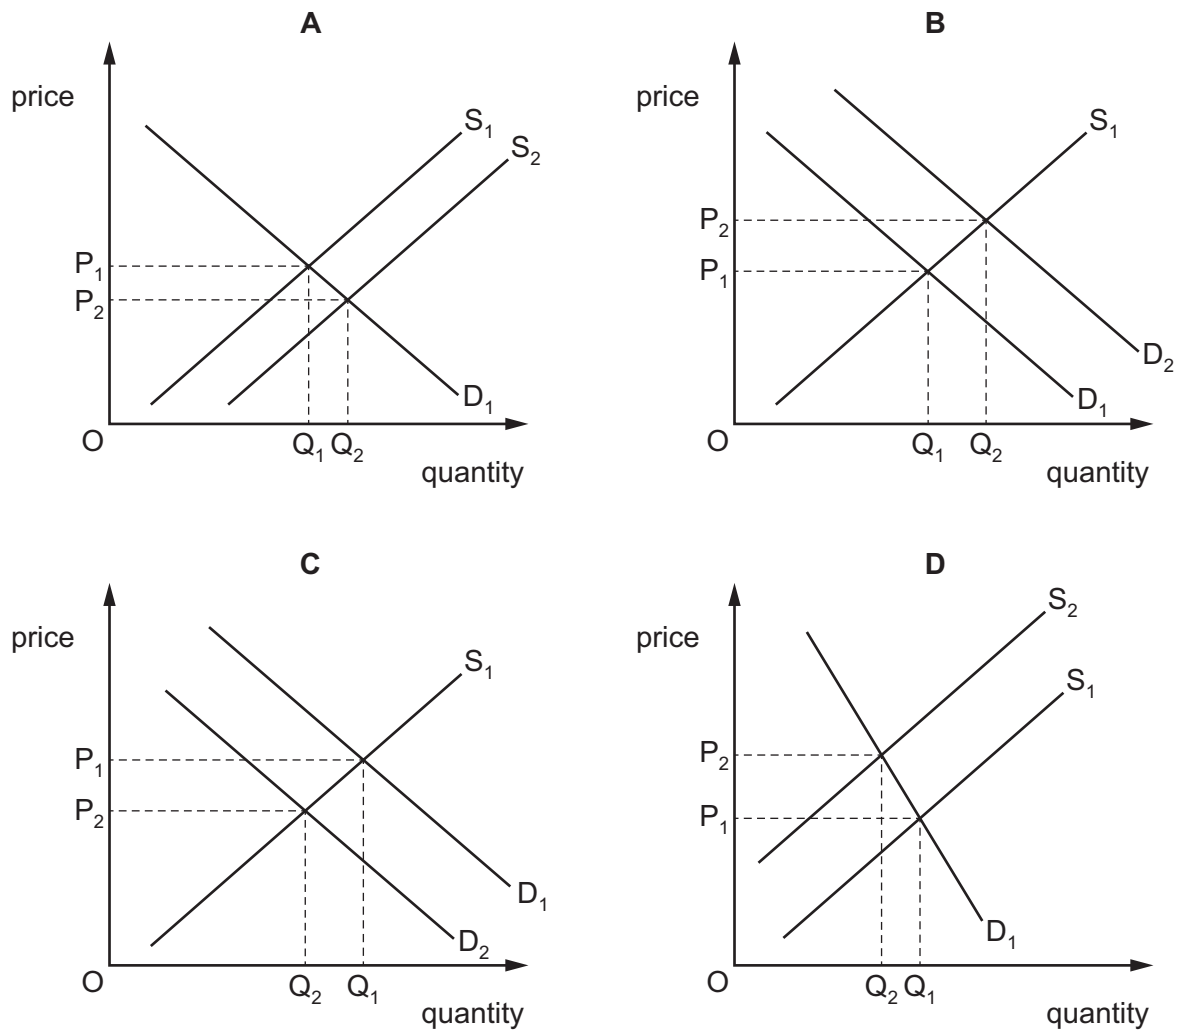 A
price
S1
S2
P1
P2
D1
O
Q1 Q2
quantity
B
price
S1
P2
P1
D2
D1
O
Q1 Q2
quantity
C
price
S1
P1
P2
D1
D2
O
Q2 Q1
quantity
D
price
S2
S1
P2
P1
D1
O
Q2 Q1
quantity